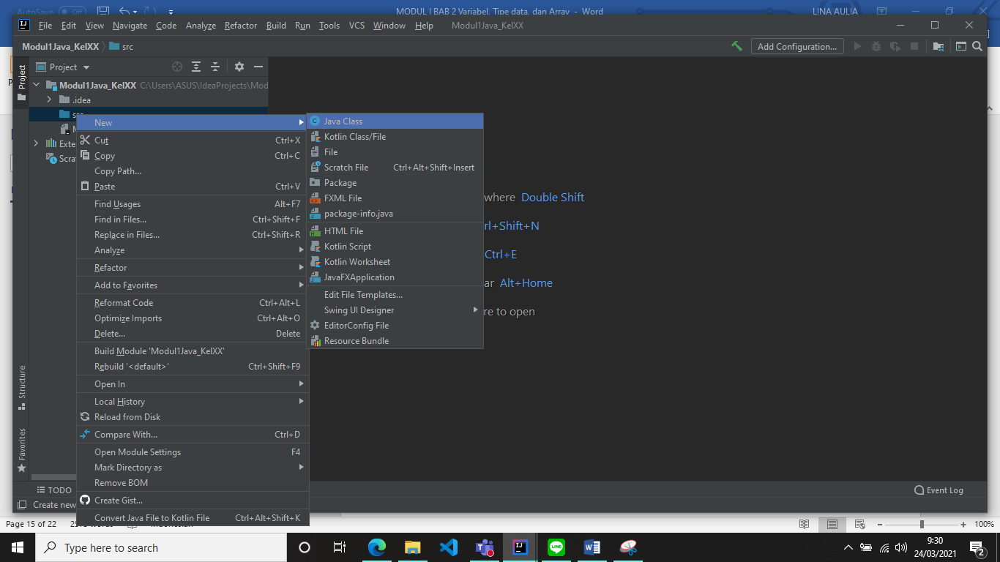 AutoSave Off
MODUL I BAB 2 Variabel, Tipe data, dan Array - Word
LINA AULIA
File Edit View Navigate Code Analyze Refactor Build Run Tools VCS Window Help Modul1Java_KelXX
Modul1Java_KelXX src
Add Configuration...
Project
Project
Modul1Java_KelXX C:\Users\ASUS\IdeaProjects\Mod
.idea
New
Cut Ctrl+X
Copy Ctrl+C
Copy Path...
Paste Ctrl+V
Find Usages Alt+F7
Find in Files... Ctrl+Shift+F
Replace in Files... Ctrl+Shift+R
Analyze
Refactor
Add to Favorites
Reformat Code Ctrl+Alt+L
Optimize Imports Ctrl+Alt+O
Delete... Delete
Build Module 'Modul1Java_KelXX'
Rebuild '<default>' Ctrl+Shift+F9
Open In
Local History
Reload from Disk
Compare With... Ctrl+D
Open Module Settings F4
Mark Directory as
Remove BOM
Create Gist...
Convert Java File to Kotlin File Ctrl+Alt+Shift+K
Java Class
Kotlin Class/File
File
Scratch File Ctrl+Alt+Shift+Insert
Package
FXML File
package-info.java
HTML File
Kotlin Script
Kotlin Worksheet
JavaFXApplication
Edit File Templates...
Swing UI Designer
EditorConfig File
Resource Bundle
where Double Shift
rl+Shift+N
Ctrl+E
ar Alt+Home
re to open
Structure
Favorites
TODO
Event Log
Create new
Page 15 of 22
100%
Type here to search
9:30
24/03/2021
2